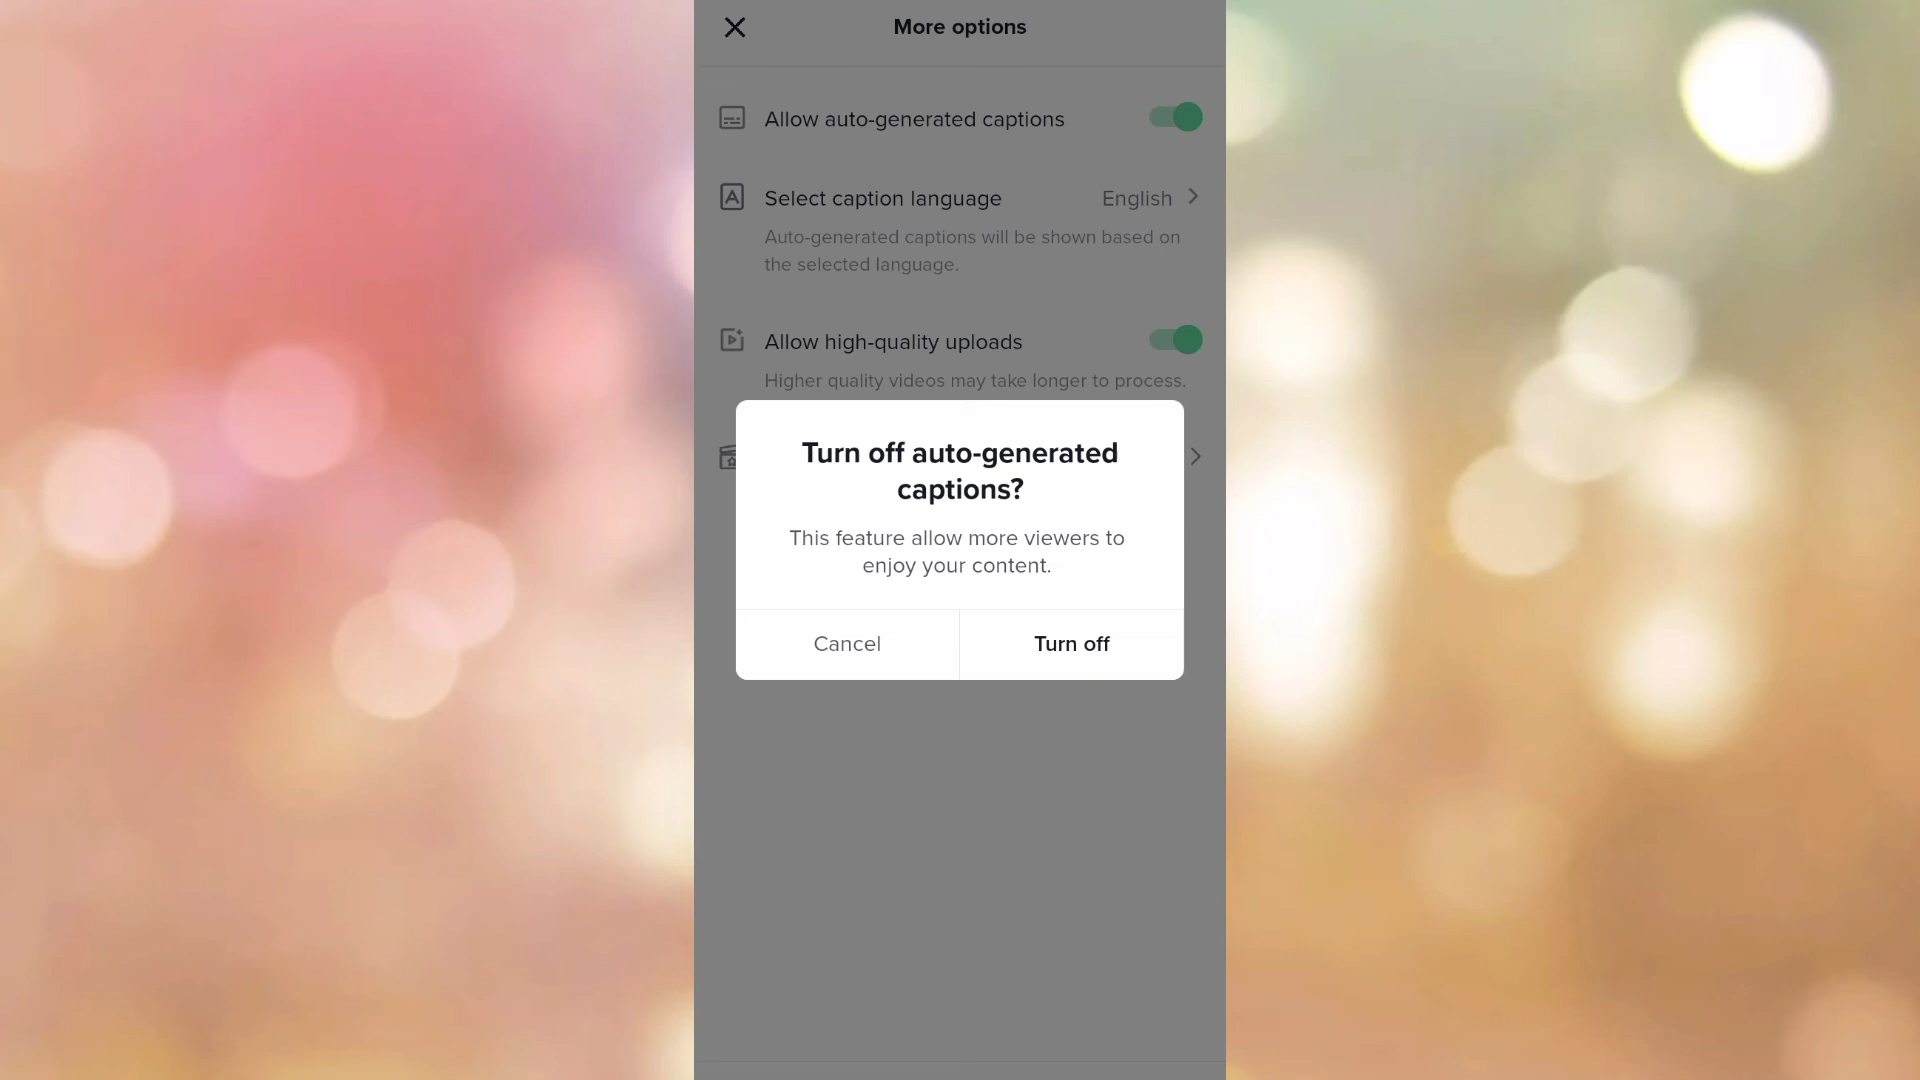 More options
Allow auto-generated captions
Select caption language English
Auto-generated captions will be shown based on
the selected language.
Allow high-quality uploads
Higher quality videos may take longer to process.
Turn off auto-generated
captions?
This feature allow more viewers to
enjoy your content.
Cancel Turn off